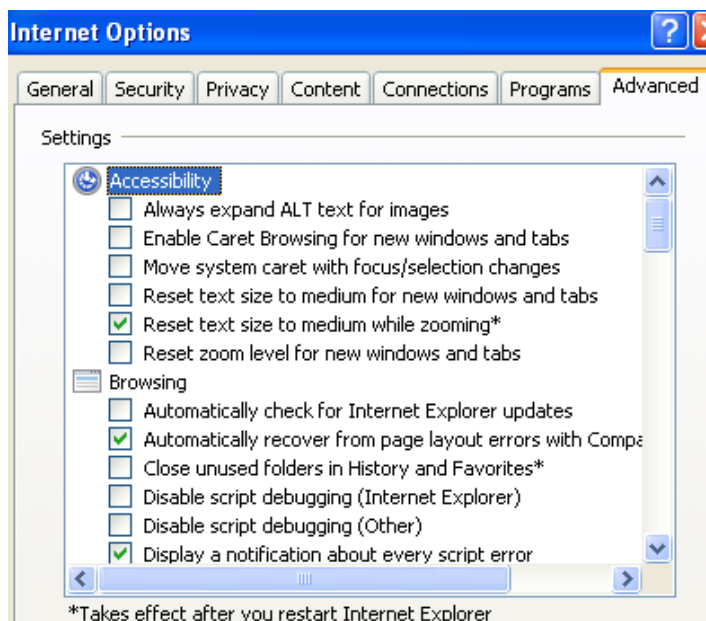 Internet Options
General Security Privacy Content Connections Programs Advanced
Settings
Accessibility
Always expand ALT text for images
Enable Caret Browsing for new windows and tabs
Move system caret with focus/selection changes
Reset text size to medium for new windows and tabs
Reset text size to medium while zooming*
Reset zoom level for new windows and tabs
Browsing
Automatically check for Internet Explorer updates
Automatically recover from page layout errors with Compa
Close unused folders in History and Favorites*
Disable script debugging (Internet Explorer)
Disable script debugging (Other)
Display a notification about every script error
*Takes effect after you restart Internet Explorer